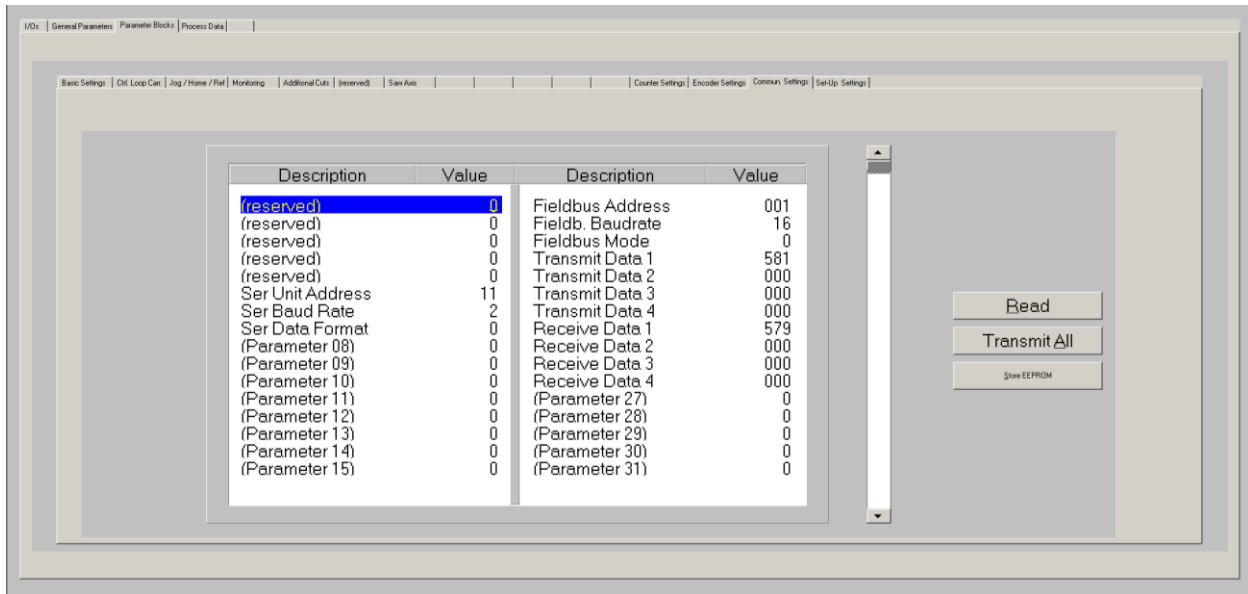 I/Os General Parameters Parameter Blocks Process Data
Basic Settings Ctrl. Loop Carr. Jog / Home / Ref Monitoring Additional Cuts (reserved) Saw Axis Counter Settings Encoder Settings Commun. Settings Set-Up Settings
Description Value Description Value
(reserved) 0 Fieldbus Address 001
(reserved) 0 Fieldb. Baudrate 16
(reserved) 0 Fieldbus Mode 0
(reserved) 0 Transmit Data 1 581
(reserved) 0 Transmit Data 2 000
Ser Unit Address 11 Transmit Data 3 000
Ser Baud Rate 2 Transmit Data 4 000
Ser Data Format 0 Receive Data 1 579
(Parameter 08) 0 Receive Data 2 000
(Parameter 09) 0 Receive Data 3 000
(Parameter 10) 0 Receive Data 4 000
(Parameter 11) 0 (Parameter 27) 0
(Parameter 12) 0 (Parameter 28) 0
(Parameter 13) 0 (Parameter 29) 0
(Parameter 14) 0 (Parameter 30) 0
(Parameter 15) 0 (Parameter 31) 0
Read
Transmit All
Store EEPROM